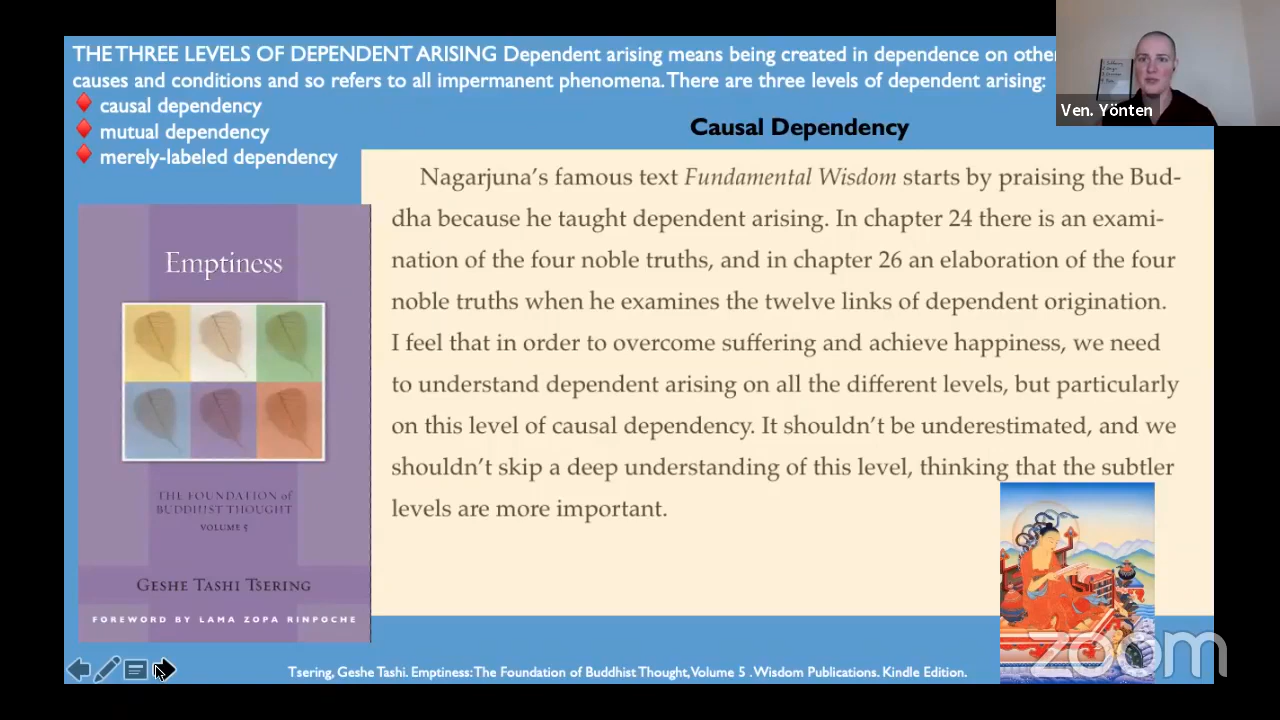 THE THREE LEVELS OF DEPENDENT ARISING Dependent arising means being created in dependence on other
causes and conditions and so refers to all impermanent phenomena. There are three levels of dependent arising:
causal dependency
mutual dependency
merely-labeled dependency
Ven. Yönten
Causal Dependency
Nagarjuna's famous text Fundamental Wisdom starts by praising the Bud-
dha because he taught dependent arising. In chapter 24 there is an exami-
nation of the four noble truths, and in chapter 26 an elaboration of the four
noble truths when he examines the twelve links of dependent origination.
I feel that in order to overcome suffering and achieve happiness, we need
to understand dependent arising on all the different levels, but particularly
on this level of causal dependency. It shouldn't be underestimated, and we
shouldn't skip a deep understanding of this level, thinking that the subtler
levels are more important.
Emptiness
THE FOUNDATION of
BUDDHIST THOUGHT
VOLUME 5
GESHE TASHI TSERING
FOREWORD BY LAMA ZOPA RINPOCHE
Tsering, Geshe Tashi. Emptiness: The Foundation of Buddhist Thought, Volume 5 . Wisdom Publications. Kindle Edition.
zoom